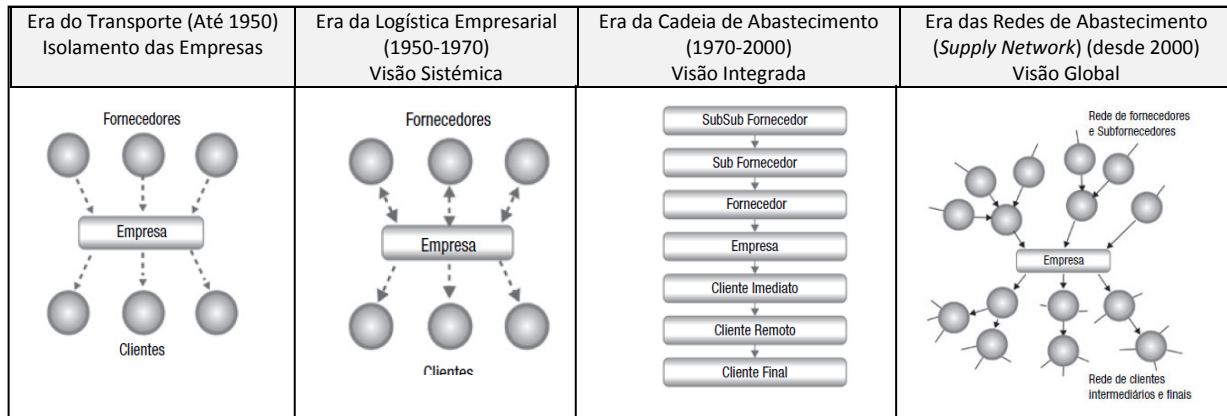 Era do Transporte (Até 1950)
Isolamento das Empresas
Era da Logística Empresarial
(1950-1970)
Visão Sistémica
Era da Cadeia de Abastecimento
(1970-2000)
Visão Integrada
Era das Redes de Abastecimento
(Supply Network) (desde 2000)
Visão Global
Fornecedores
Empresa
Clientes
Fornecedores
Empresa
Clientes
SubSub Fornecedor
Sub Fornecedor
Fornecedor
Empresa
Cliente Imediato
Cliente Remoto
Cliente Final
Rede de fornecedores
e Subfornecedores
Empresa
Rede de clientes
intermediários e finais